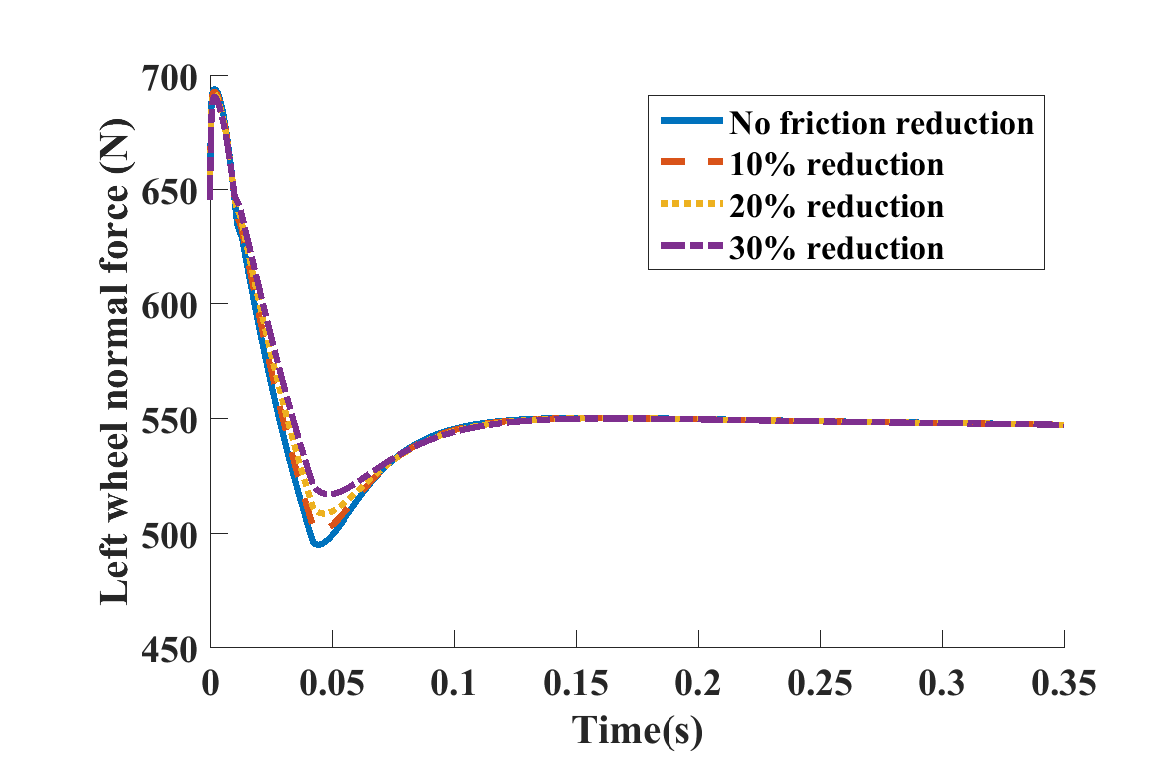 Left wheel normal force (N)
700
650
600
550
500
450
No friction reduction
10% reduction
20% reduction
30% reduction
0 0.05 0.1 0.15 0.2 0.25 0.3 0.35
Time(s)